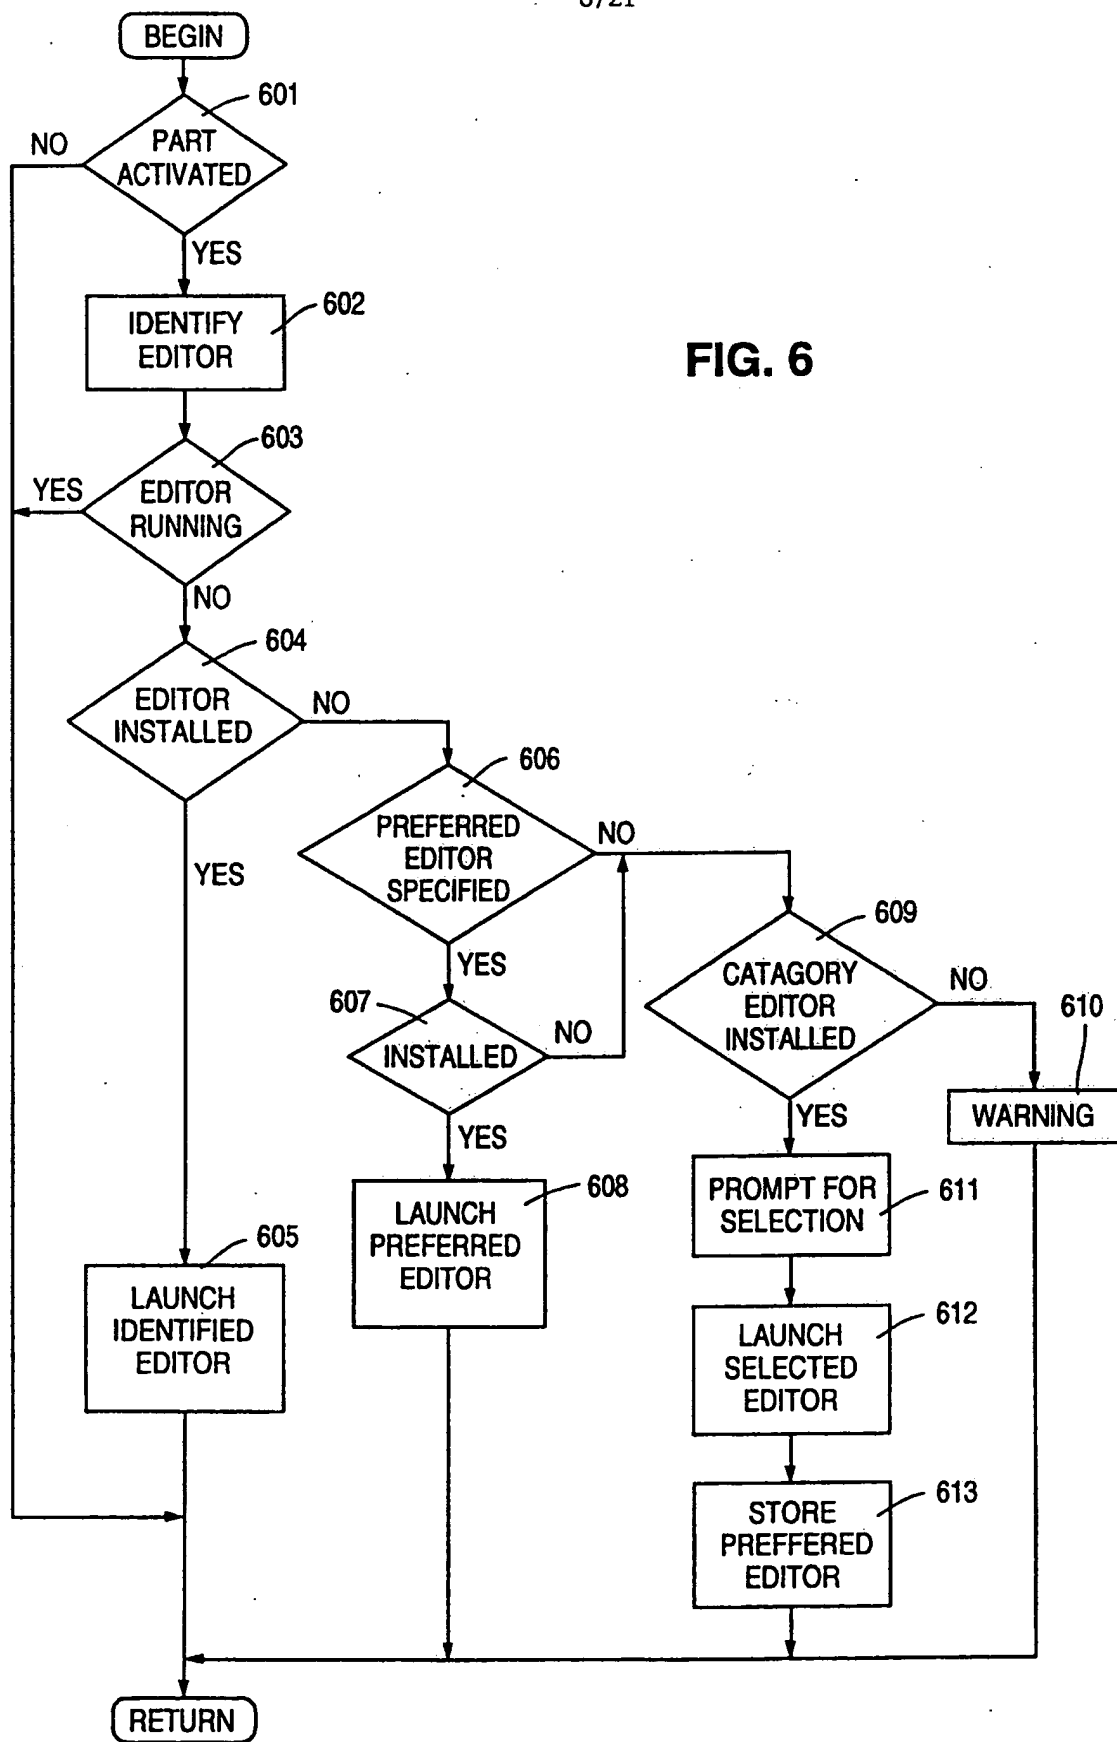 BEGIN
601
PART
ACTIVATED
NO
YES
602
IDENTIFY
EDITOR
FIG. 6
603
EDITOR
RUNNING
YES
NO
604
EDITOR
INSTALLED
NO
YES
606
PREFERRED
EDITOR
SPECIFIED
NO
YES
607
INSTALLED
NO
YES
609
CATAGORY
EDITOR
INSTALLED
NO
YES
610
WARNING
608
LAUNCH
PREFERRED
EDITOR
611
PROMPT FOR
SELECTION
605
LAUNCH
IDENTIFIED
EDITOR
612
LAUNCH
SELECTED
EDITOR
613
STORE
PREFFERED
EDITOR
RETURN